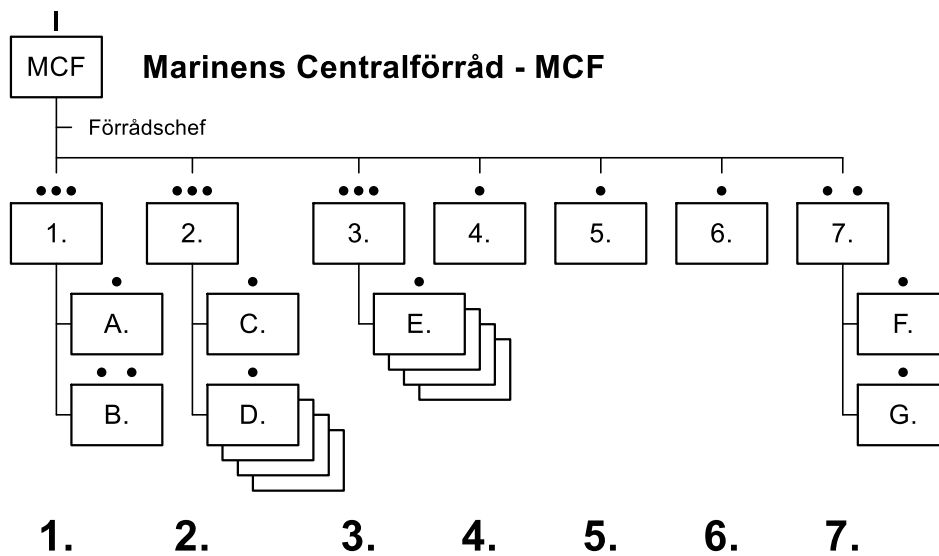 MCF
Marinens Centralförråd - MCF
Förrådschef
1. 2. 3. 4. 5. 6. 7.
A. C. E. F.
B. D. G.
1. 2. 3. 4. 5. 6. 7.